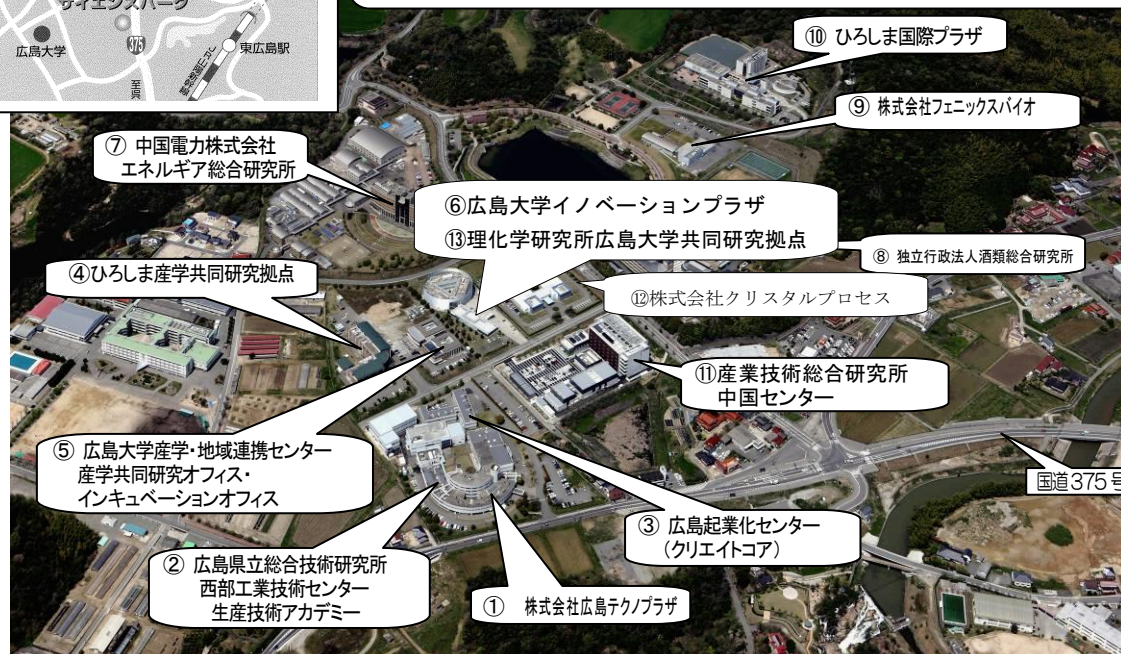 サイエンスパーク
広島大学
375
東広島駅
至呉
⑩ ひろしま国際プラザ
⑨ 株式会社フェニックスバイオ
⑦ 中国電力株式会社
エネルギア総合研究所
⑥広島大学イノベーションプラザ
⑬理化学研究所広島大学共同研究拠点
⑧ 独立行政法人酒類総合研究所
④ひろしま産学共同研究拠点
⑫株式会社クリスタルプロセス
⑪産業技術総合研究所
中国センター
⑤ 広島大学産学・地域連携センター
産学共同研究オフィス・
インキュベーションオフィス
国道375号
③ 広島起業化センター
(クリエイトコア)
② 広島県立総合技術研究所
西部工業技術センター
生産技術アカデミー
① 株式会社広島テクノプラザ